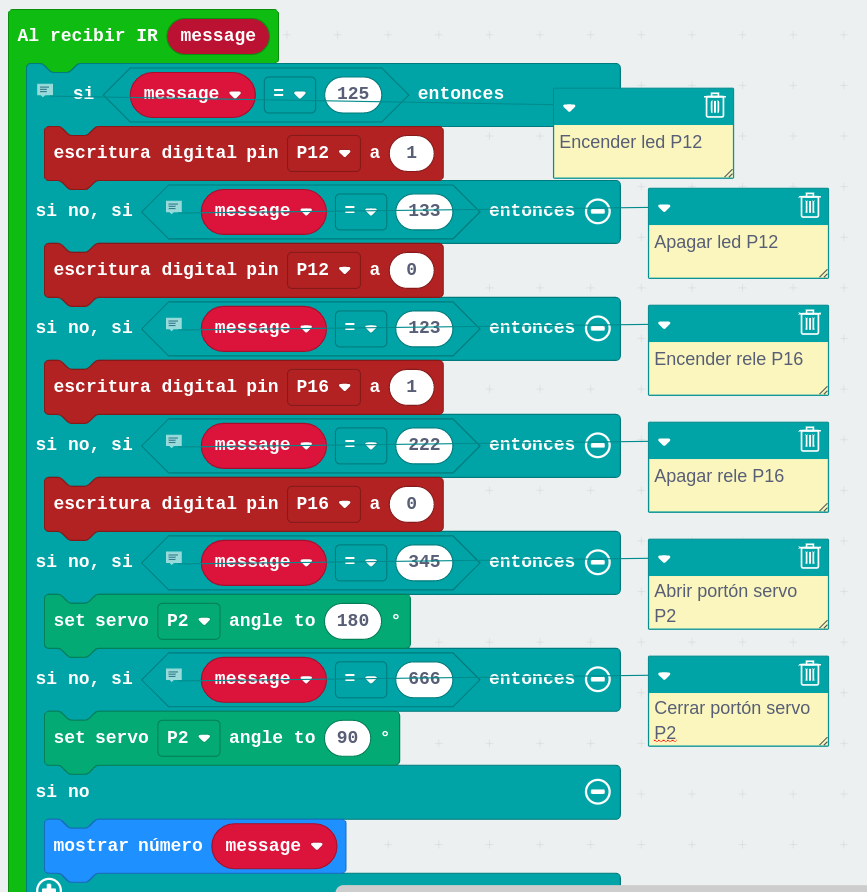 Al recibir IR message
si message = 125 entonces
Encender led P12
escritura digital pin P12 a 1
si no, si message = 133 entonces
Apagar led P12
escritura digital pin P12 a 0
si no, si message = 123 entonces
Encender rele P16
escritura digital pin P16 a 1
si no, si message = 222 entonces
Apagar rele P16
escritura digital pin P16 a 0
si no, si message = 345 entonces
Abrir portón servo
P2
set servo P2 angle to 180 °
si no, si message = 666 entonces
Cerrar portón servo
P2
set servo P2 angle to 90 °
si no
mostrar número message